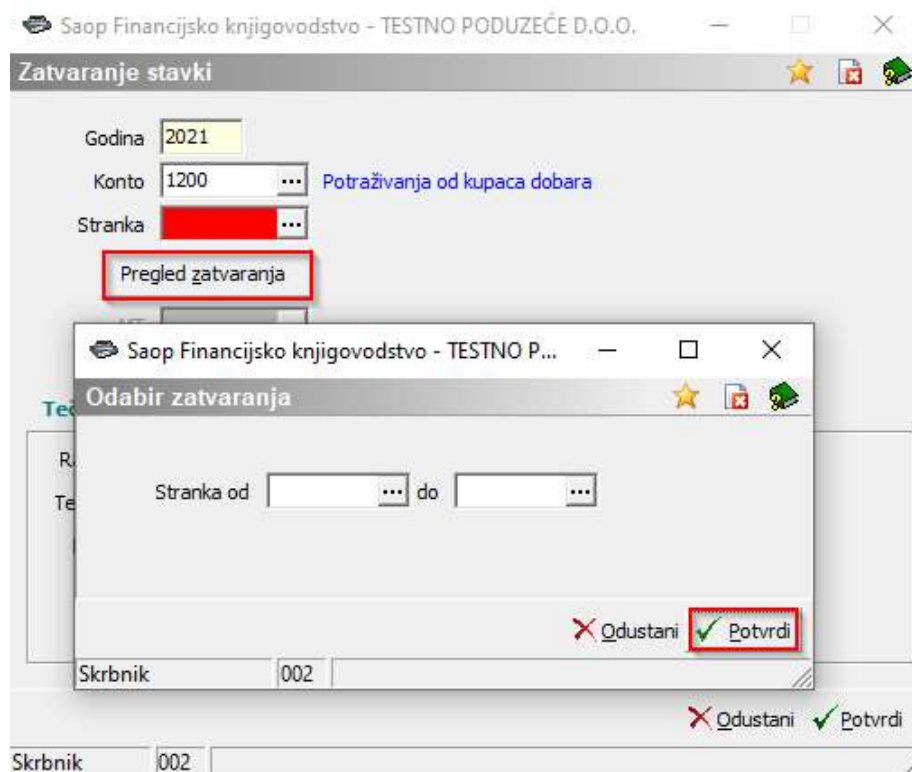 Saop Financijsko knjigovodstvo - TESTNO PODUZEĆE D.O.O.
Zatvaranje stavki
Godina 2021
Konto 1200 ... Potraživanja od kupaca dobara
Stranka ...
Pregled zatvaranja
Saop Financijsko knjigovodstvo - TESTNO P...
Odabir zatvaranja
Stranka od ... do ...
Odustani Potvrdi
Skrbnik 002
Odustani Potvrdi
Skrbnik 002